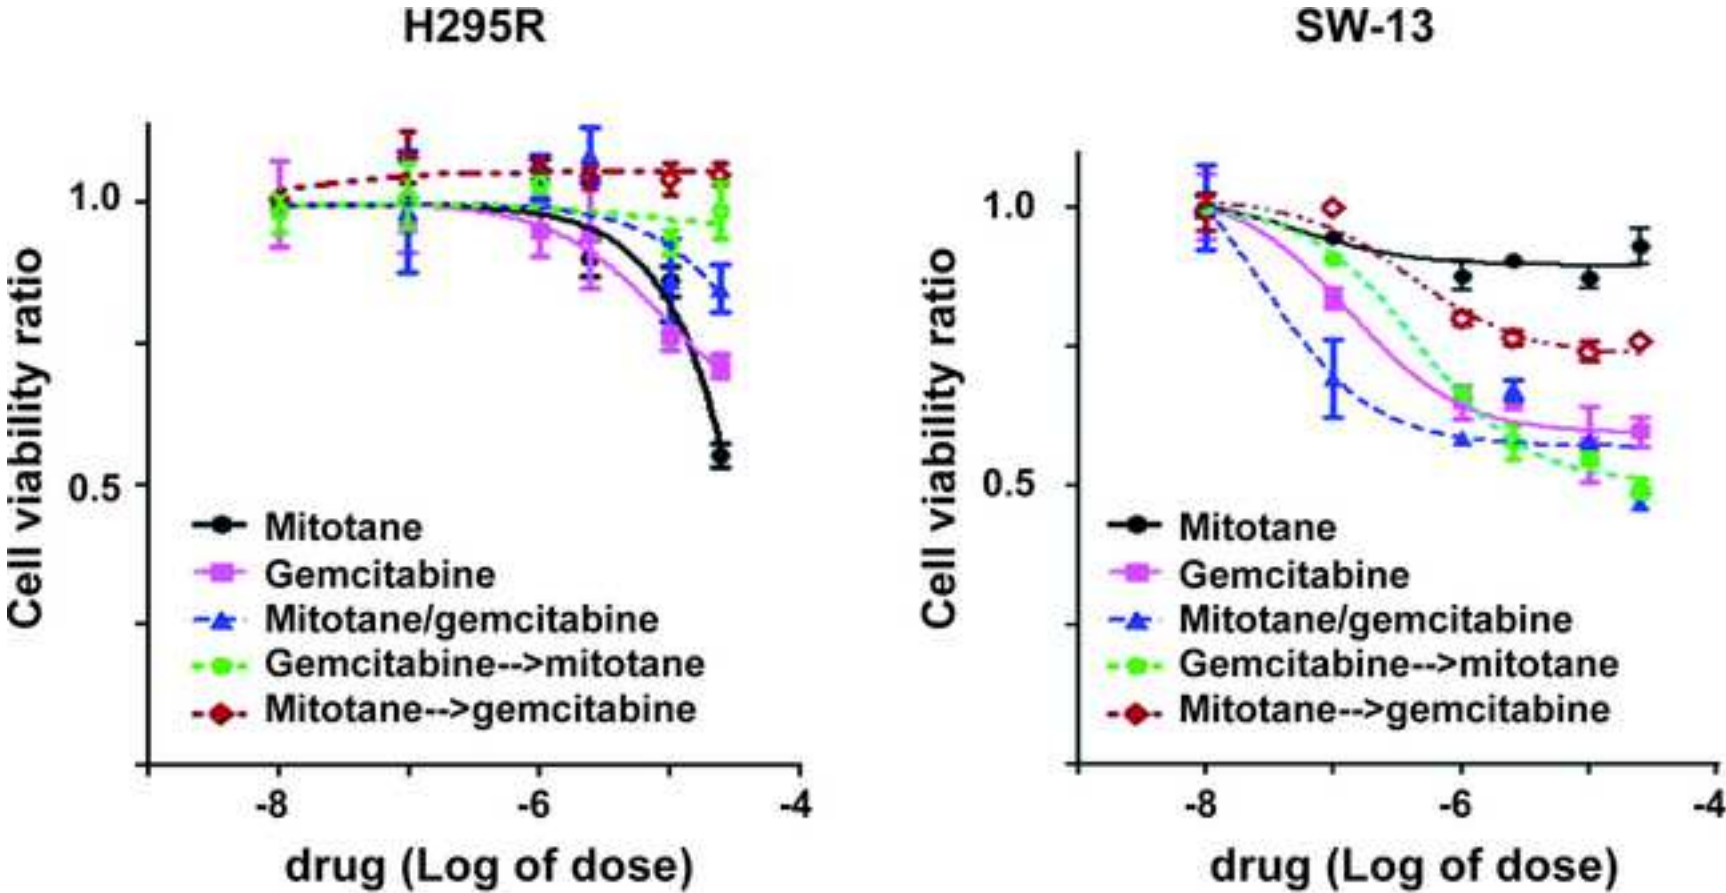 H295R
Cell viability ratio
1.0
0.5
Mitotane
Gemcitabine
Mitotane/gemcitabine
Gemcitabine-->mitotane
Mitotane-->gemcitabine
-8
-6
-4
drug (Log of dose)
SW-13
Cell viability ratio
1.0
0.5
Mitotane
Gemcitabine
Mitotane/gemcitabine
Gemcitabine-->mitotane
Mitotane-->gemcitabine
-8
-6
-4
drug (Log of dose)